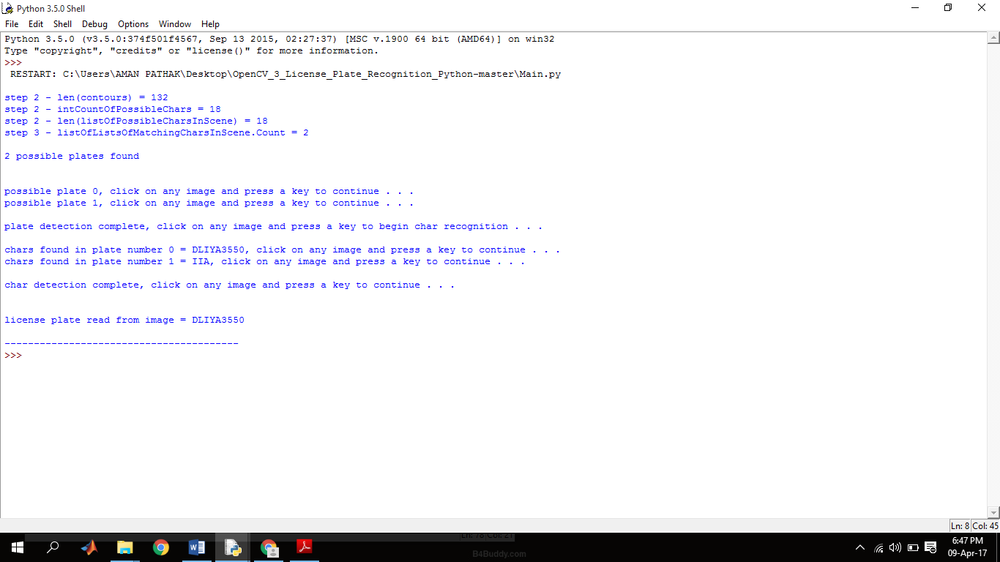 Python 3.5.0 Shell
File Edit Shell Debug Options Window Help
Python 3.5.0 (v3.5.0:374f501f4567, Sep 13 2015, 02:27:37) [MSC v.1900 64 bit (AMD64)] on win32
Type "copyright", "credits" or "license()" for more information.
>>>
RESTART: C:\Users\AMAN PATHAK\Desktop\OpenCV_3_License_Plate_Recognition_Python-master\Main.py
step 2 - len(contours) = 132
step 2 - intCountOfPossibleChars = 18
step 2 - len(listOfPossibleCharsInScene) = 18
step 3 - listOfListsOfMatchingCharsInScene.Count = 2
2 possible plates found
possible plate 0, click on any image and press a key to continue . . .
possible plate 1, click on any image and press a key to continue . . .
plate detection complete, click on any image and press a key to begin char recognition . . .
chars found in plate number 0 = DLIYA3550, click on any image and press a key to continue . . .
chars found in plate number 1 = IIA, click on any image and press a key to continue . . .
char detection complete, click on any image and press a key to continue . . .
license plate read from image = DLIYA3550
----------------------------------------
>>>
Ln: 8 Col: 45
Ln: 78 Col: 21
B4Buddy.com
6:47 PM
09-Apr-17